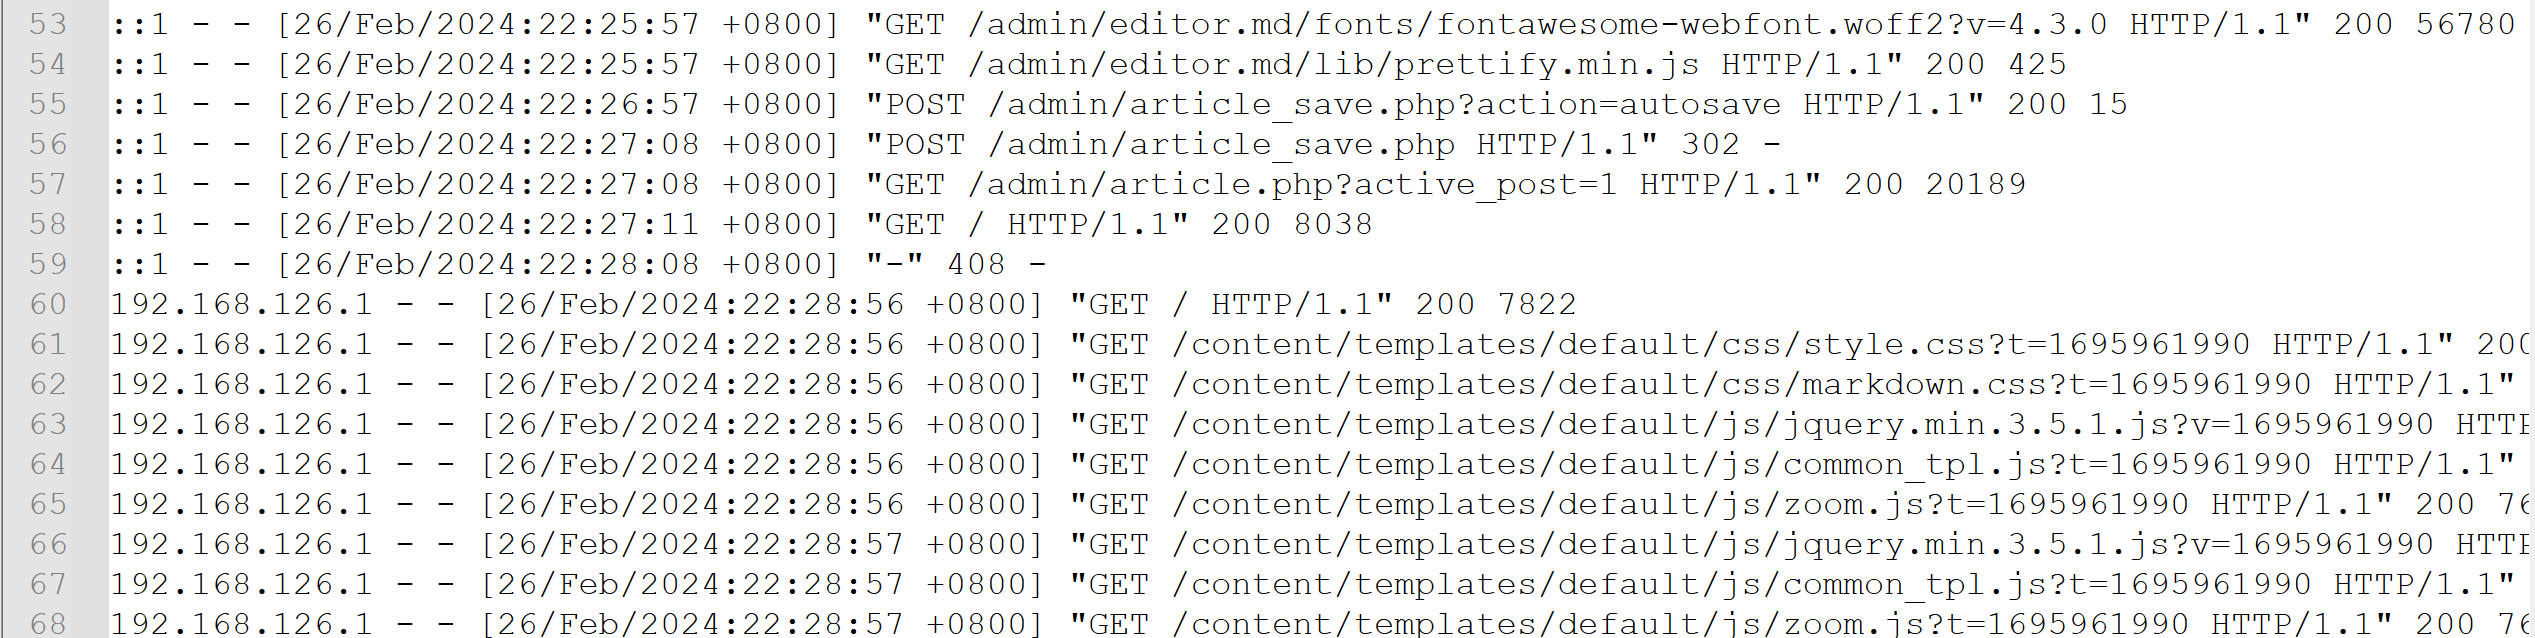 53 ::1 - - [26/Feb/2024:22:25:57 +0800] "GET /admin/editor.md/fonts/fontawesome-webfont.woff2?v=4.3.0 HTTP/1.1" 200 56780
54 ::1 - - [26/Feb/2024:22:25:57 +0800] "GET /admin/editor.md/lib/prettify.min.js HTTP/1.1" 200 425
55 ::1 - - [26/Feb/2024:22:26:57 +0800] "POST /admin/article_save.php?action=autosave HTTP/1.1" 200 15
56 ::1 - - [26/Feb/2024:22:27:08 +0800] "POST /admin/article_save.php HTTP/1.1" 302 -
57 ::1 - - [26/Feb/2024:22:27:08 +0800] "GET /admin/article.php?active_post=1 HTTP/1.1" 200 20189
58 ::1 - - [26/Feb/2024:22:27:11 +0800] "GET / HTTP/1.1" 200 8038
59 ::1 - - [26/Feb/2024:22:28:08 +0800] "-" 408 -
60 192.168.126.1 - - [26/Feb/2024:22:28:56 +0800] "GET / HTTP/1.1" 200 7822
61 192.168.126.1 - - [26/Feb/2024:22:28:56 +0800] "GET /content/templates/default/css/style.css?t=1695961990 HTTP/1.1" 200
62 192.168.126.1 - - [26/Feb/2024:22:28:56 +0800] "GET /content/templates/default/css/markdown.css?t=1695961990 HTTP/1.1"
63 192.168.126.1 - - [26/Feb/2024:22:28:56 +0800] "GET /content/templates/default/js/jquery.min.3.5.1.js?v=1695961990 HTTP
64 192.168.126.1 - - [26/Feb/2024:22:28:56 +0800] "GET /content/templates/default/js/common_tpl.js?t=1695961990 HTTP/1.1"
65 192.168.126.1 - - [26/Feb/2024:22:28:56 +0800] "GET /content/templates/default/js/zoom.js?t=1695961990 HTTP/1.1" 200 76
66 192.168.126.1 - - [26/Feb/2024:22:28:57 +0800] "GET /content/templates/default/js/jquery.min.3.5.1.js?v=1695961990 HTTP
67 192.168.126.1 - - [26/Feb/2024:22:28:57 +0800] "GET /content/templates/default/js/common_tpl.js?t=1695961990 HTTP/1.1"
68 192.168.126.1 - - [26/Feb/2024:22:28:57 +0800] "GET /content/templates/default/js/zoom.js?t=1695961990 HTTP/1.1" 200 76